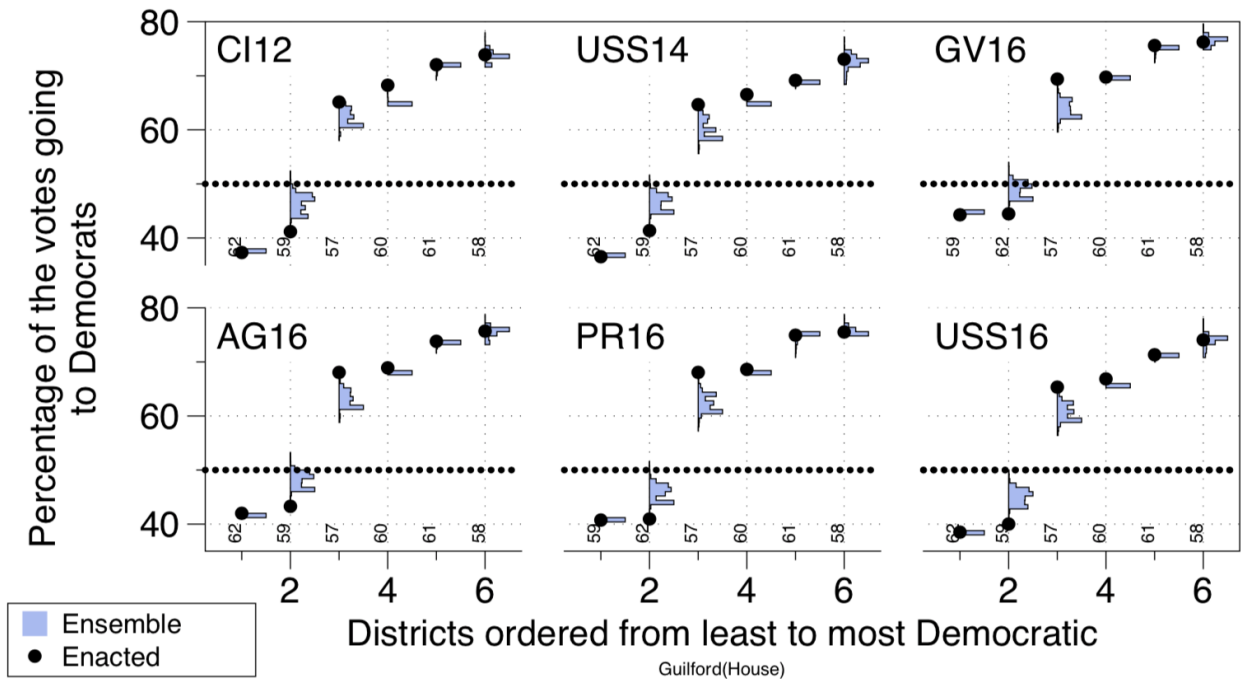 Percentage of the votes going
to Democrats
80
60
40
CI12
62 59 57 60 61 58
USS14
62 59 57 60 61 58
GV16
59 62 57 60 61 58
80
60
40
AG16
62 59 57 60 61 58
PR16
59 62 57 60 61 58
USS16
62 59 57 60 61 58
2 4 6
2 4 6
2 4 6
Districts ordered from least to most Democratic
Guilford(House)
Ensemble
Enacted